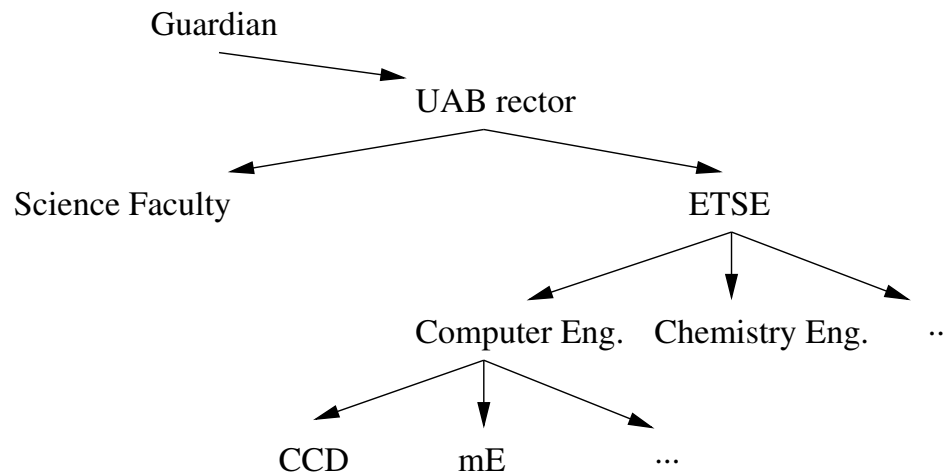 Guardian
UAB rector
Science Faculty
ETSE
Computer Eng.
Chemistry Eng.
..
CCD
mE
...